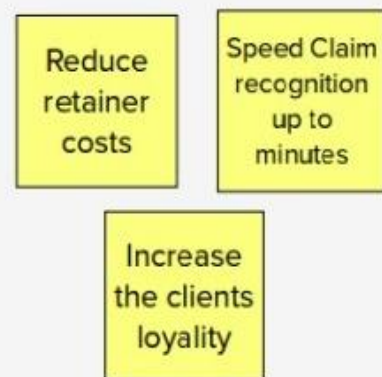 Reduce
retainer
costs
Speed Claim
recognition
up to
minutes
Increase
the clients
loyality